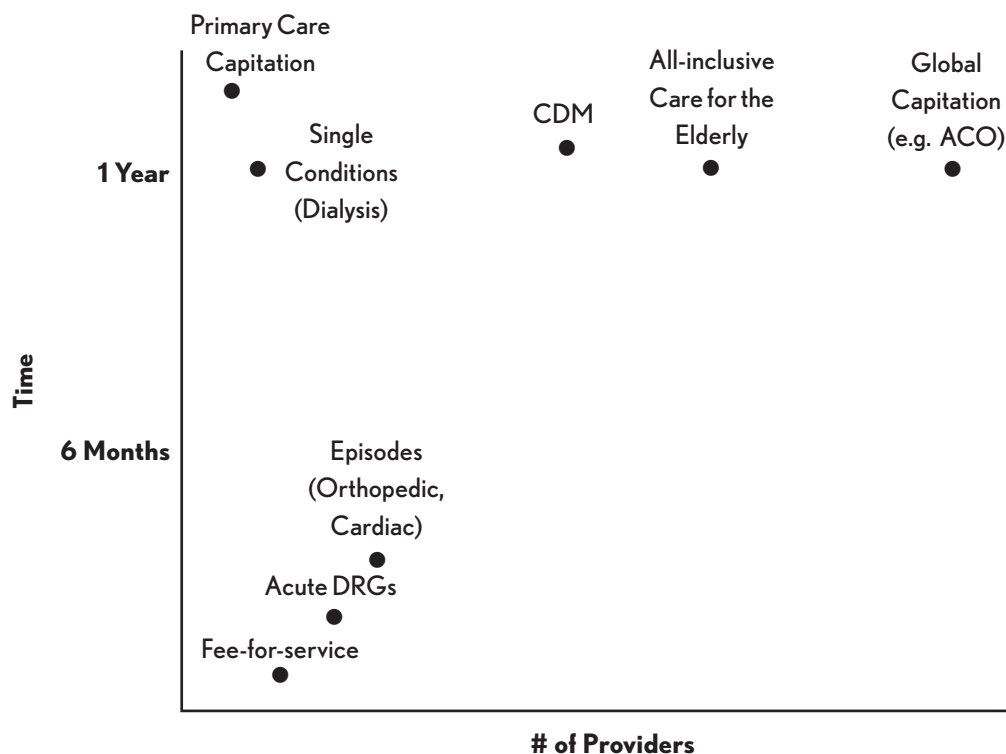 Primary Care
Capitation
Single
Conditions
(Dialysis)
CDM
All-inclusive
Care for the
Elderly
Global
Capitation
(e.g. ACO)
1 Year
Time
6 Months
Episodes
(Orthopedic,
Cardiac)
Acute DRGs
Fee-for-service
# of Providers